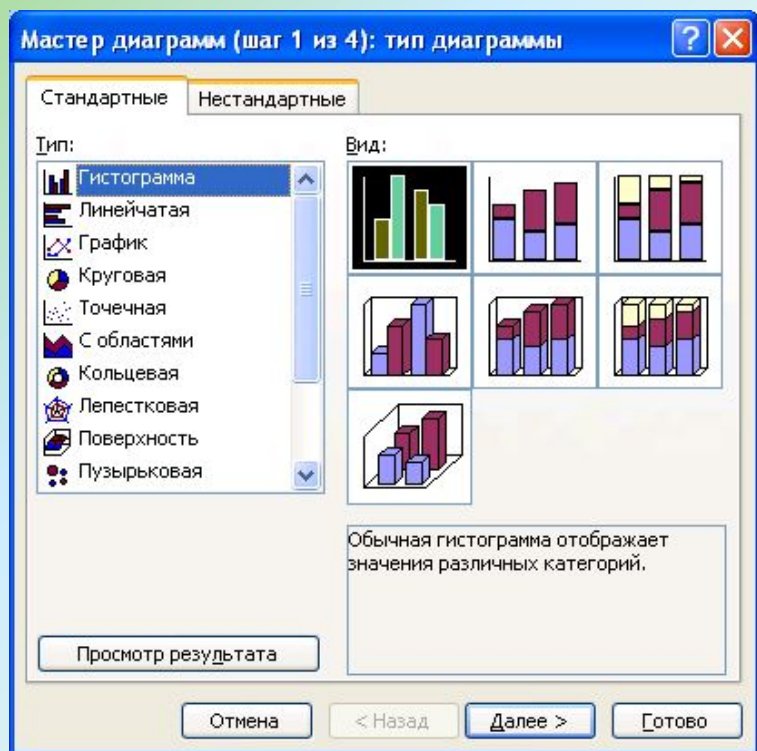 Мастер диаграмм (шаг 1 из 4): тип диаграммы
Стандартные
Нестандартные
Тип:
Гистограмма
Линейчатая
График
Круговая
Точечная
С областями
Кольцевая
Лепестковая
Поверхность
Пузырьковая
Вид:
Обычная гистограмма отображает
значения различных категорий.
Просмотр результата
Отмена
< Назад
Далее >
Готово